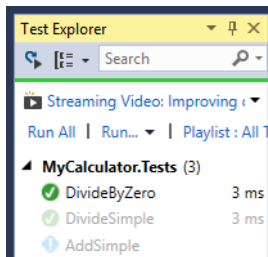 Test Explorer
Search
Streaming Video: Improving
Run All | Run... | Playlist : All
MyCalculator.Tests (3)
DivideByZero 3 ms
DivideSimple 3 ms
AddSimple